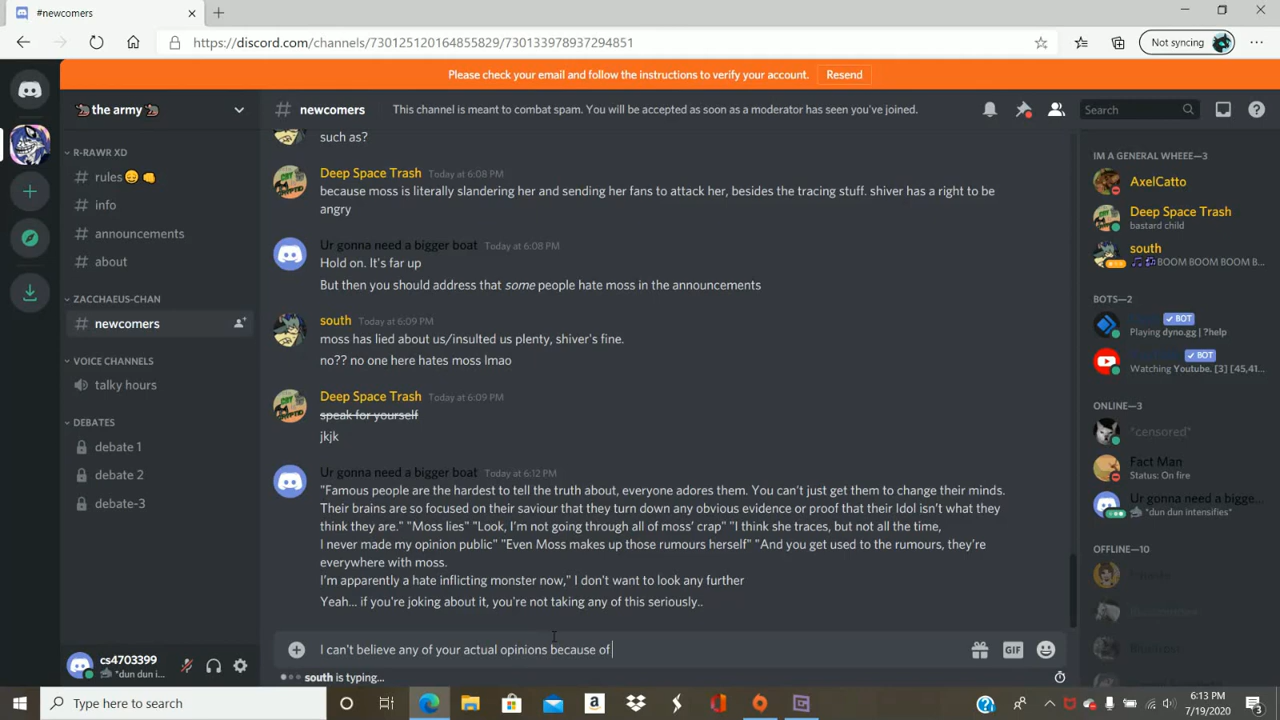 #newcomers
https://discord.com/channels/730125120164855829/730133978937294851
Not syncing
Please check your email and follow the instructions to verify your account.
Resend
the army
newcomers
This channel is meant to combat spam. You will be accepted as soon as a moderator has seen you've joined.
Search
R-RAWR XD
rules
info
announcements
about
ZACCHAEUS-CHAN
newcomers
VOICE CHANNELS
talky hours
DEBATES
debate 1
debate 2
debate-3
cs4703399
*dun dun i...
such as?
Deep Space Trash Today at 6:08 PM
because moss is literally slandering her and sending her fans to attack her, besides the tracing stuff. shiver has a right to be
angry
Ur gonna need a bigger boat Today at 6:08 PM
Hold on. It's far up
But then you should address that some people hate moss in the announcements
south Today at 6:09 PM
moss has lied about us/insulted us plenty, shiver's fine.
no?? no one here hates moss lmao
Deep Space Trash Today at 6:09 PM
speak for yourself
jkjk
Ur gonna need a bigger boat Today at 6:12 PM
"Famous people are the hardest to tell the truth about, everyone adores them. You can't just get them to change their minds.
Their brains are so focused on their saviour that they turn down any obvious evidence or proof that their Idol isn't what they
think they are." "Moss lies" "Look, I'm not going through all of moss' crap" "I think she traces, but not all the time,
I never made my opinion public" "Even Moss makes up those rumours herself" "And you get used to the rumours, they're
everywhere with moss.
I'm apparently a hate inflicting monster now," I don't want to look any further
Yeah... if you're joking about it, you're not taking any of this seriously..
I can't believe any of your actual opinions because of
GIF
south is typing...
IM A GENERAL WHEEE—3
AxelCatto
Deep Space Trash
bastard child
south
BOOM BOOM BOOM B...
BOTS—2
BOT
Playing dyno.gg | ?help
BOT
Watching Youtube. [3] [45,41...
ONLINE—3
*censored*
Fact Man
Status: On fire
Ur gonna need a bigge...
*dun dun intensifies*
OFFLINE—10
Type here to search
6:13 PM
7/19/2020
3